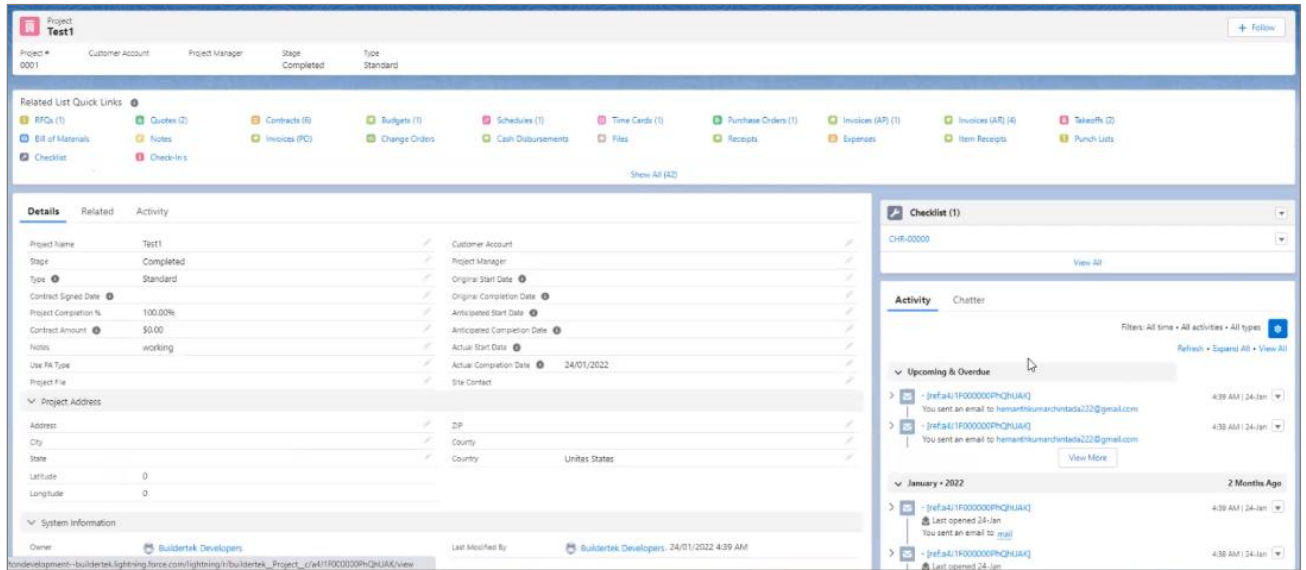 Project
Test1
+ Follow
Project # Customer Account Project Manager Stage Type
0001 Completed Standard
Related List Quick Links
RFQs (1) Quotes (2) Contracts (6) Budgets (1) Schedules (1) Time Cards (1) Purchase Orders (1) Invoices (AP) (1) Invoices (AR) (4) Takeoffs (2)
Bill of Materials Notes Invoices (PO) Change Orders Cash Disbursements Files Receipts Expenses Item Receipts Punch Lists
Checklist Check-In's
Show All (42)
Details Related Activity
Project Name Test1 Customer Account
Stage Completed Project Manager
Type Standard Original Start Date
Contract Signed Date Original Completion Date
Project Completion % 100.00% Anticipated Start Date
Contract Amount $0.00 Anticipated Completion Date
Notes working Actual Start Date
Use PA Type Actual Completion Date 24/01/2022
Project File Site Contact
Project Address
Address ZIP
City County
State Country Unites States
Latitude 0
Longitude 0
System Information
Owner Buildertek Developers Last Modified By Buildertek Developers, 24/01/2022 4:39 AM
Checklist (1)
CHR-00000
View All
Activity Chatter
Filters: All time • All activities • All types
Refresh • Expand All • View All
Upcoming & Overdue
4:39 AM | 24-Jan
You sent an email to hemanthkumarchintada222@gmail.com
4:38 AM | 24-Jan
You sent an email to hemanthkumarchintada222@gmail.com
View More
January • 2022 2 Months Ago
4:39 AM | 24-Jan
Last opened 24-Jan
You sent an email to mail
4:38 AM | 24-Jan
Last opened 24-Jan